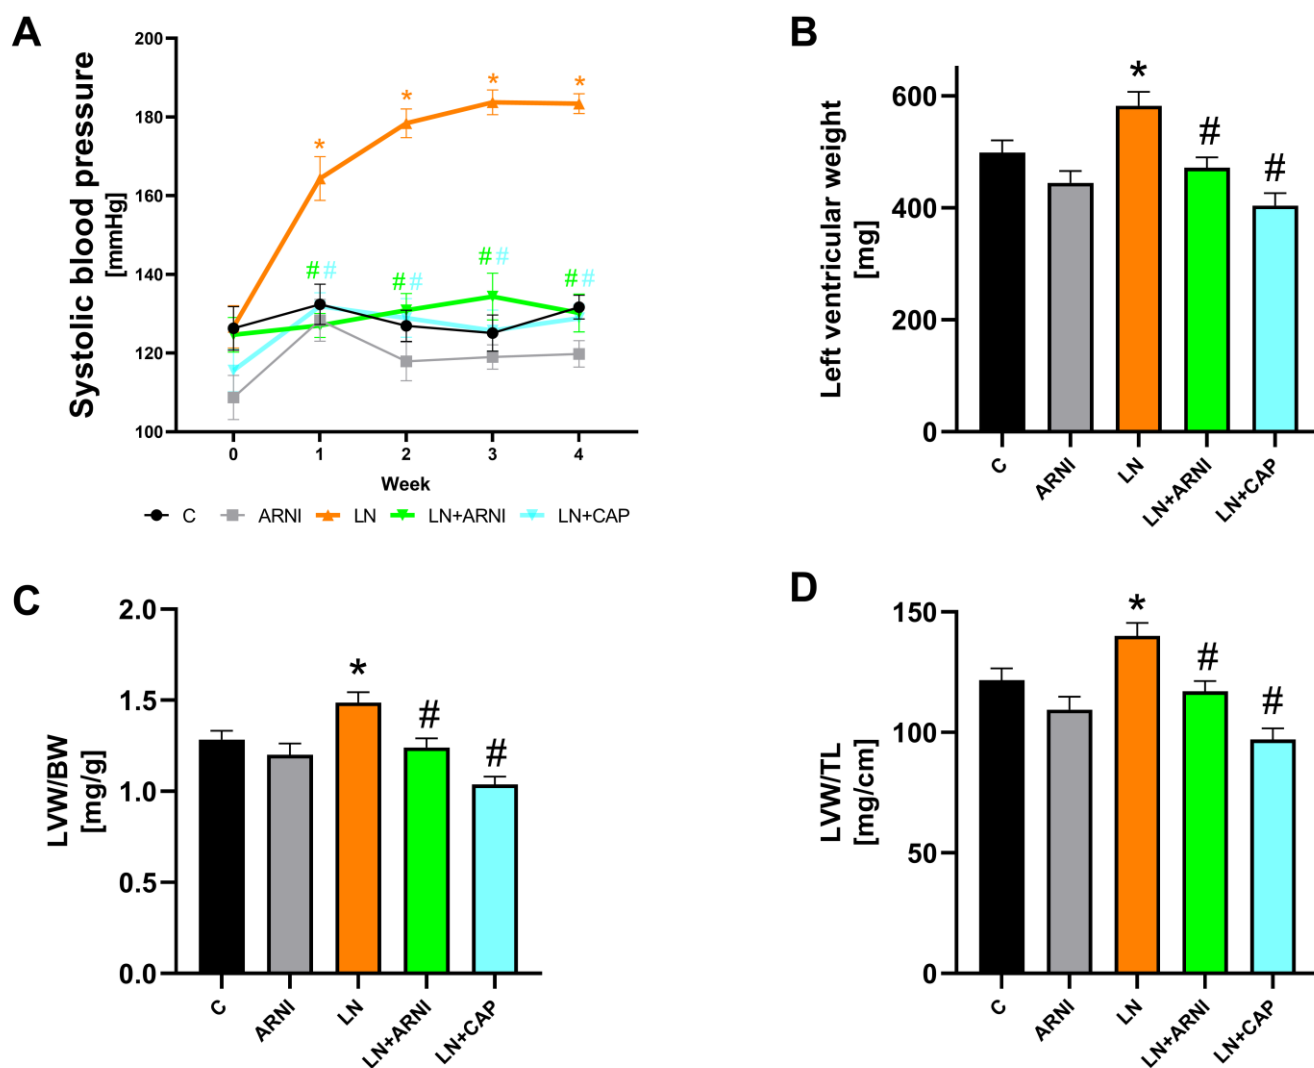 A
Systolic blood pressure
[mmHg]
200
180
160
140
120
100
* * * *
# # # # # # # #
0 1 2 3 4
Week
C ARNI LN LN+ARNI LN+CAP
B
Left ventricular weight
[mg]
600
400
200
0
*
#
#
C ARNI LN LN+ARNI LN+CAP
C
LVW/BW
[mg/g]
2.0
1.5
1.0
0.5
0.0
*
#
#
C ARNI LN LN+ARNI LN+CAP
D
LVW/TL
[mg/cm]
150
100
50
0
*
#
#
C ARNI LN LN+ARNI LN+CAP